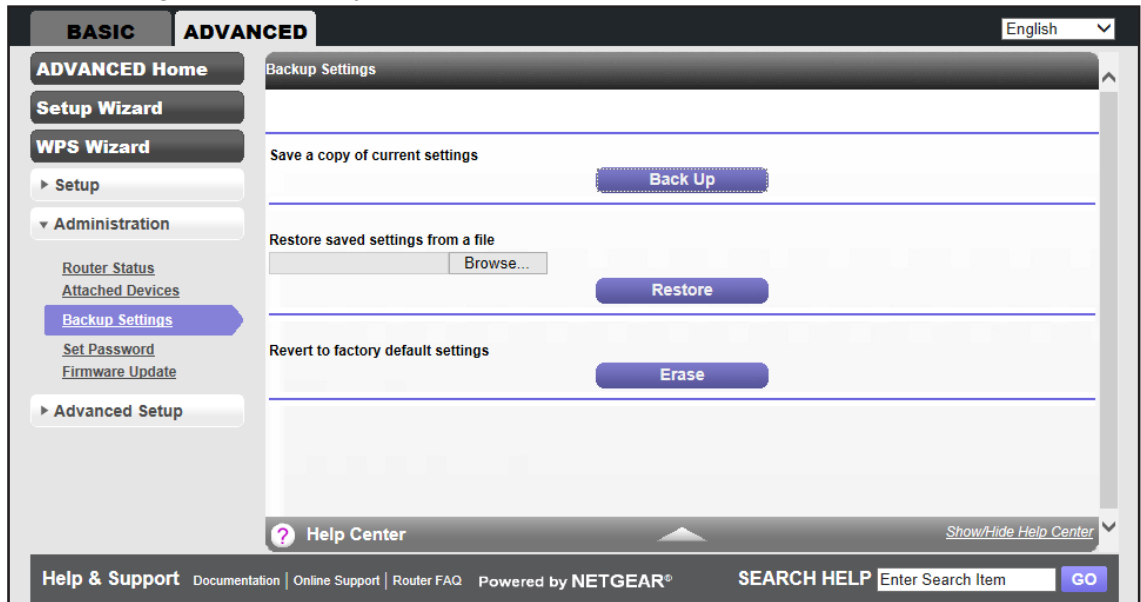 BASIC ADVANCED English
ADVANCED Home
Setup Wizard
WPS Wizard
Setup
Administration
Router Status
Attached Devices
Backup Settings
Set Password
Firmware Update
Advanced Setup
Backup Settings
Save a copy of current settings
Back Up
Restore saved settings from a file
Browse...
Restore
Revert to factory default settings
Erase
? Help Center Show/Hide Help Center
Help & Support Documentation | Online Support | Router FAQ Powered by NETGEAR® SEARCH HELP Enter Search Item GO